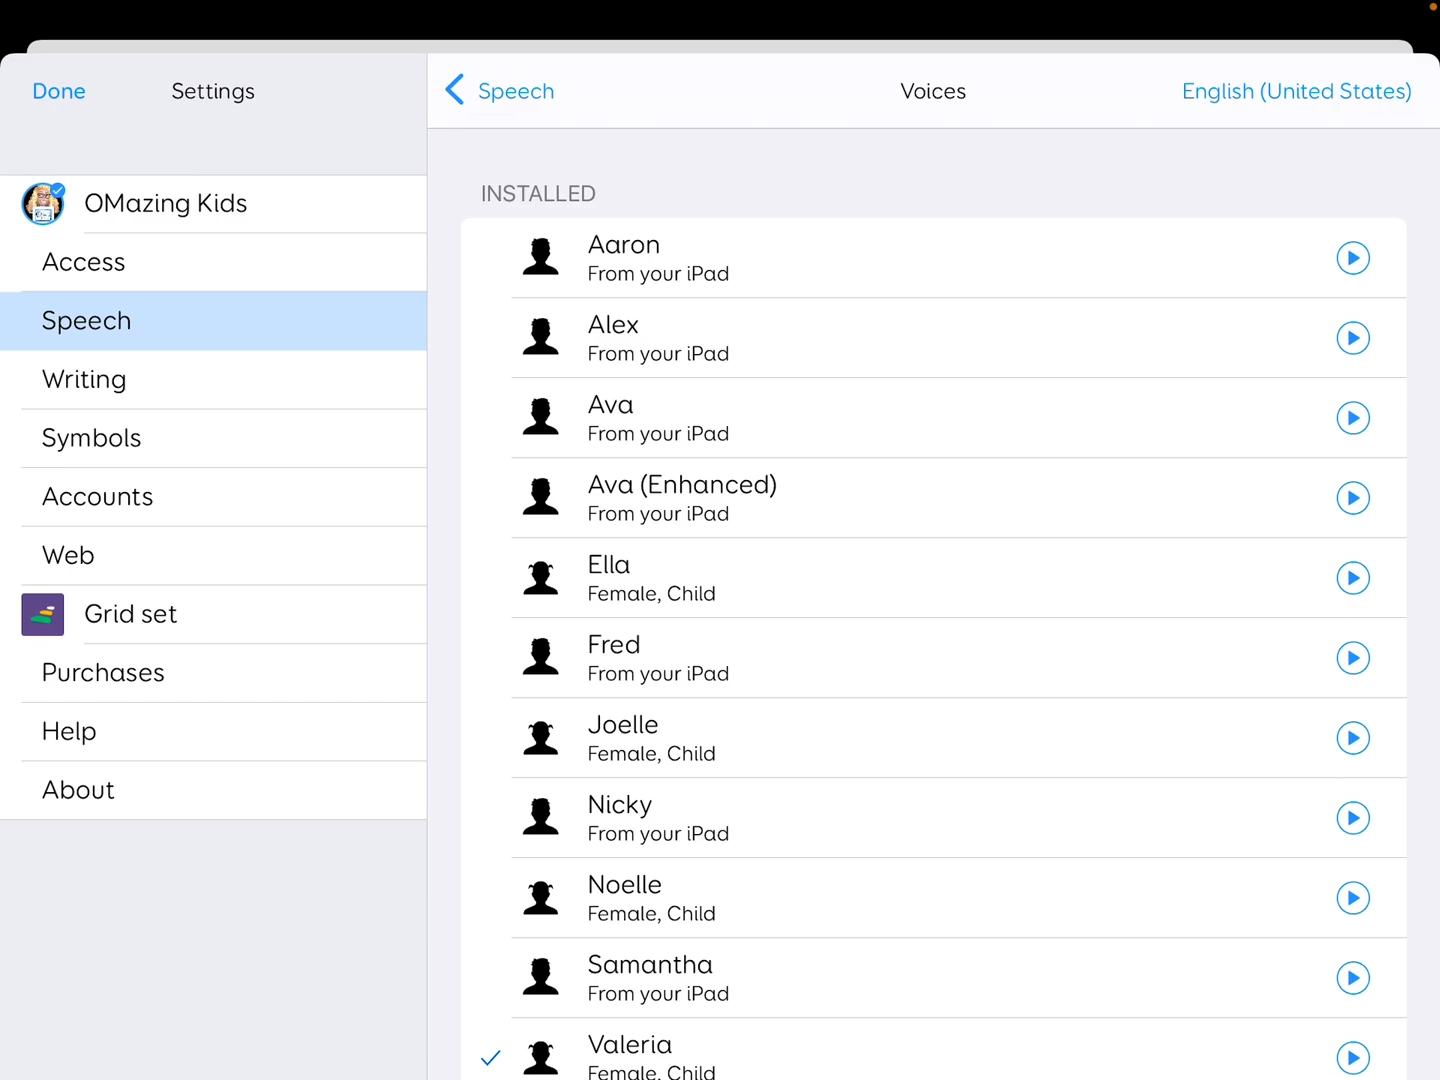 Done
Settings
Speech
Voices
English (United States)
OMazing Kids
Access
Speech
Writing
Symbols
Accounts
Web
Grid set
Purchases
Help
About
INSTALLED
Aaron
From your iPad
Alex
From your iPad
Ava
From your iPad
Ava (Enhanced)
From your iPad
Ella
Female, Child
Fred
From your iPad
Joelle
Female, Child
Nicky
From your iPad
Noelle
Female, Child
Samantha
From your iPad
Valeria
Female, Child